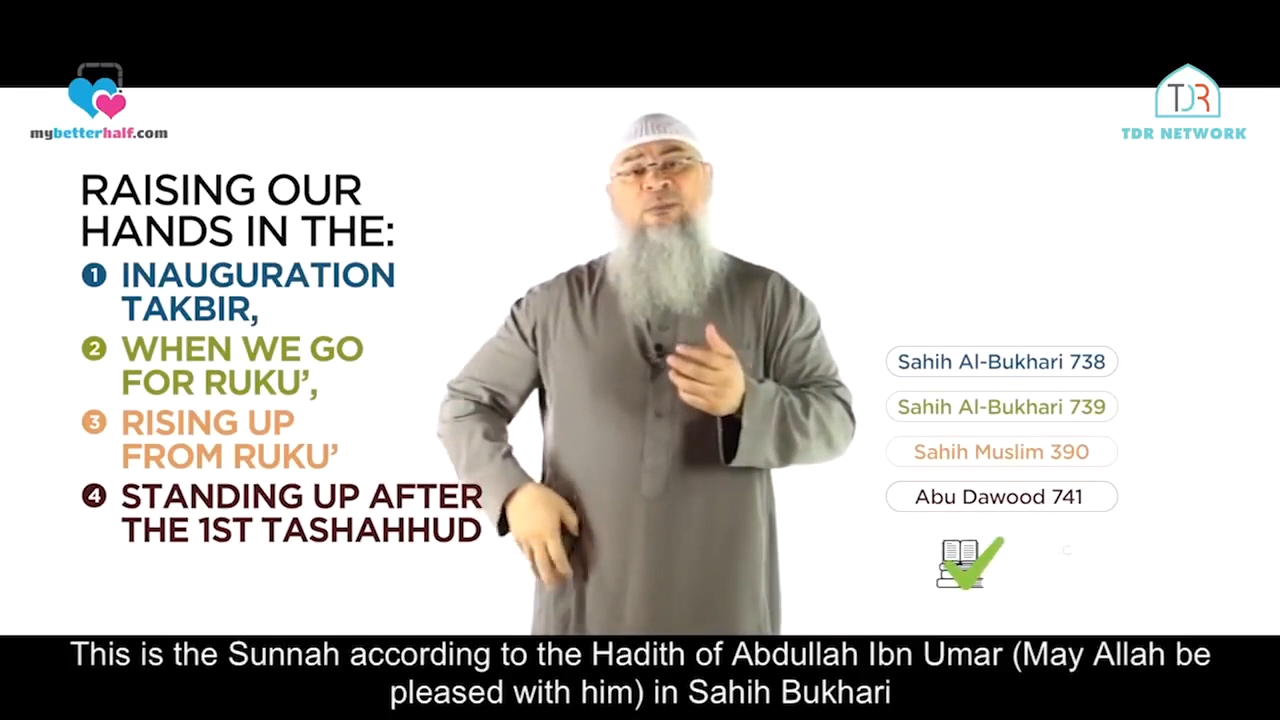 mybetterhalf.com
TDR
TDR NETWORK
RAISING OUR
HANDS IN THE:
1 INAUGURATION
TAKBIR,
2 WHEN WE GO
FOR RUKU’,
3 RISING UP
FROM RUKU’
4 STANDING UP AFTER
THE 1ST TASHAHHUD
Sahih Al-Bukhari 738
Sahih Al-Bukhari 739
Sahih Muslim 390
Abu Dawood 741
This is the Sunnah according to the Hadith of Abdullah Ibn Umar (May Allah be
pleased with him) in Sahih Bukhari